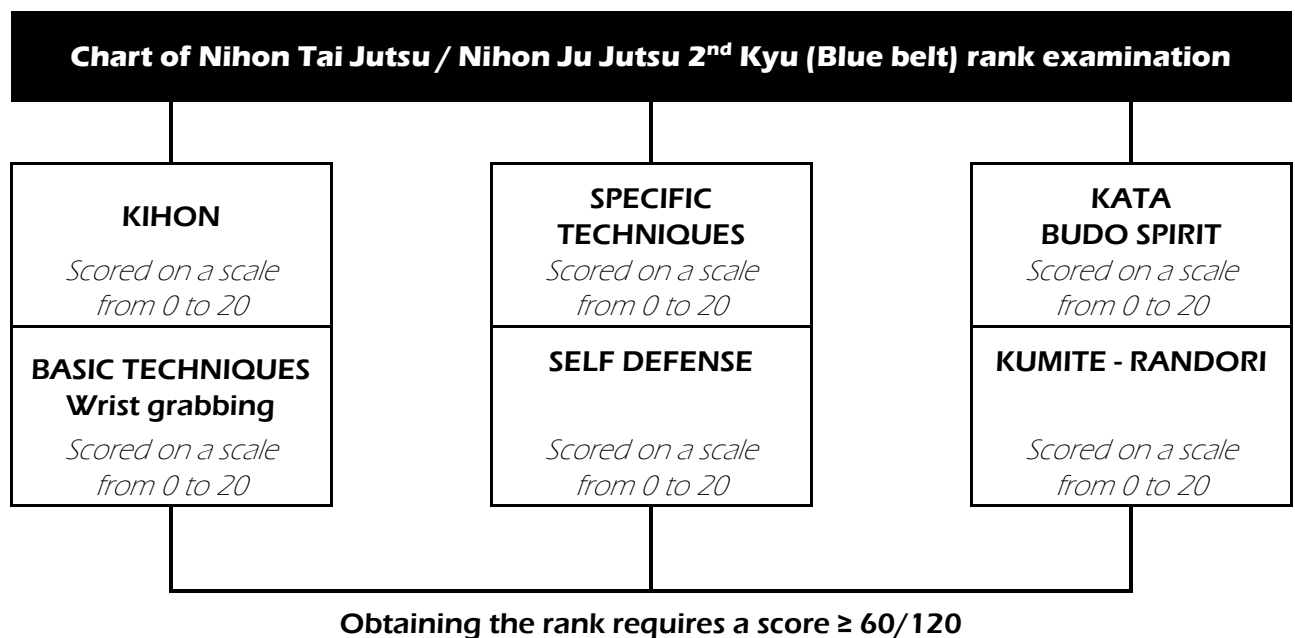 Chart of Nihon Tai Jutsu / Nihon Ju Jutsu 2nd Kyu (Blue belt) rank examination
KIHON
Scored on a scale
from 0 to 20
BASIC TECHNIQUES
Wrist grabbing
Scored on a scale
from 0 to 20
SPECIFIC
TECHNIQUES
Scored on a scale
from 0 to 20
SELF DEFENSE
Scored on a scale
from 0 to 20
KATA
BUDO SPIRIT
Scored on a scale
from 0 to 20
KUMITE - RANDORI
Scored on a scale
from 0 to 20
Obtaining the rank requires a score ≥ 60/120